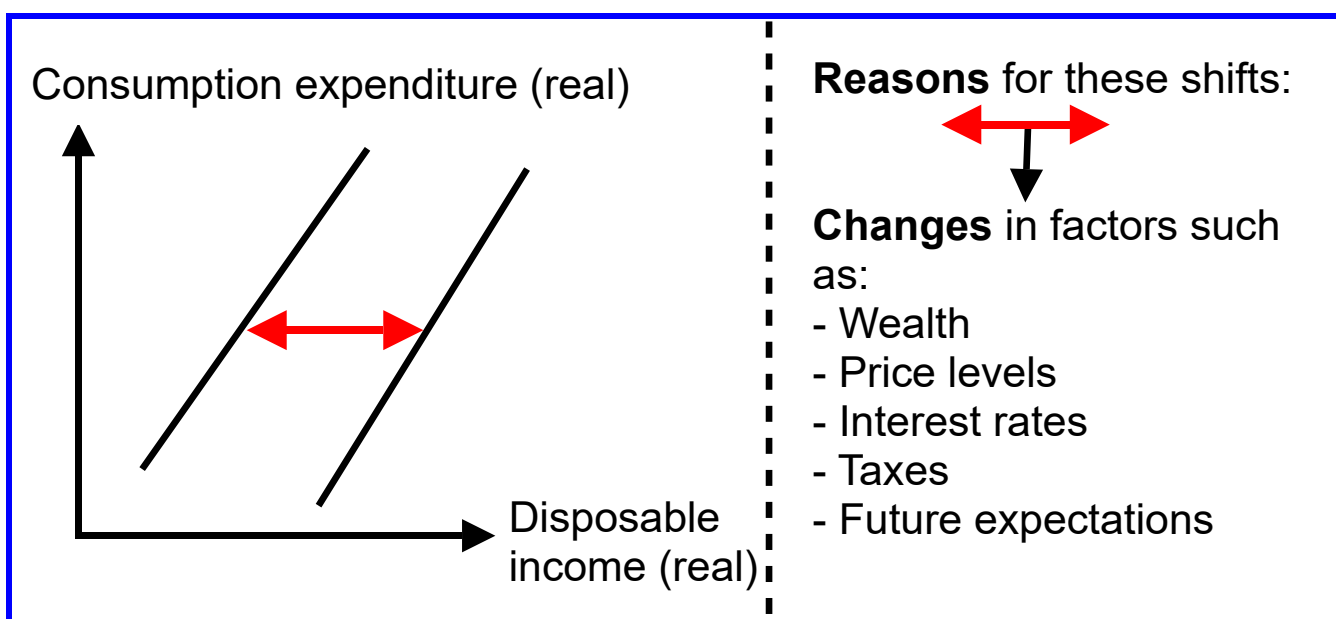 Consumption expenditure (real)
Disposable
income (real)
Reasons for these shifts:
Changes in factors such
as:
- Wealth
- Price levels
- Interest rates
- Taxes
- Future expectations